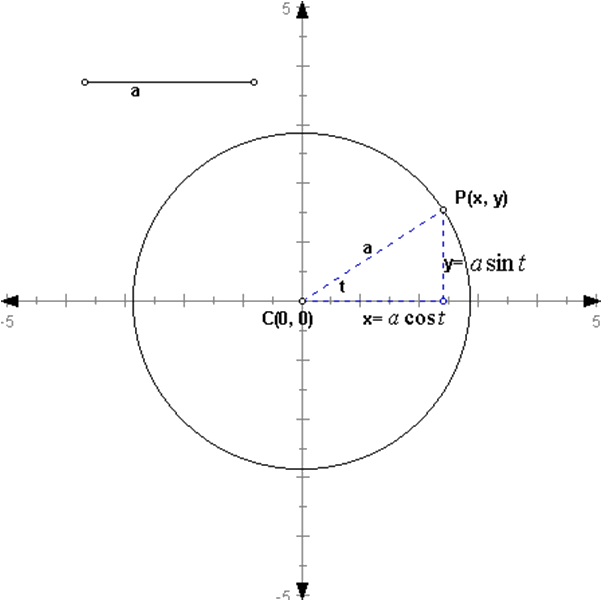 5
a
P(x, y)
a
y= a sin t
t
-5
C(0, 0)
x= a cos t
5
-5